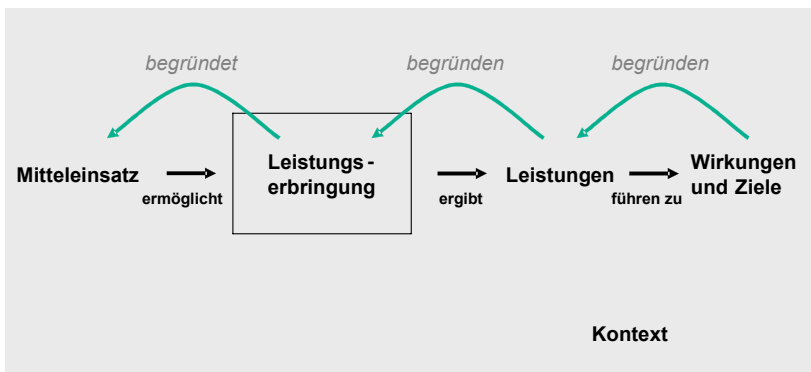 begründet
begründen
begründen
Mitteleinsatz
ermöglicht
Leistungs-
erbringung
ergibt
Leistungen
führen zu
Wirkungen
und Ziele
Kontext